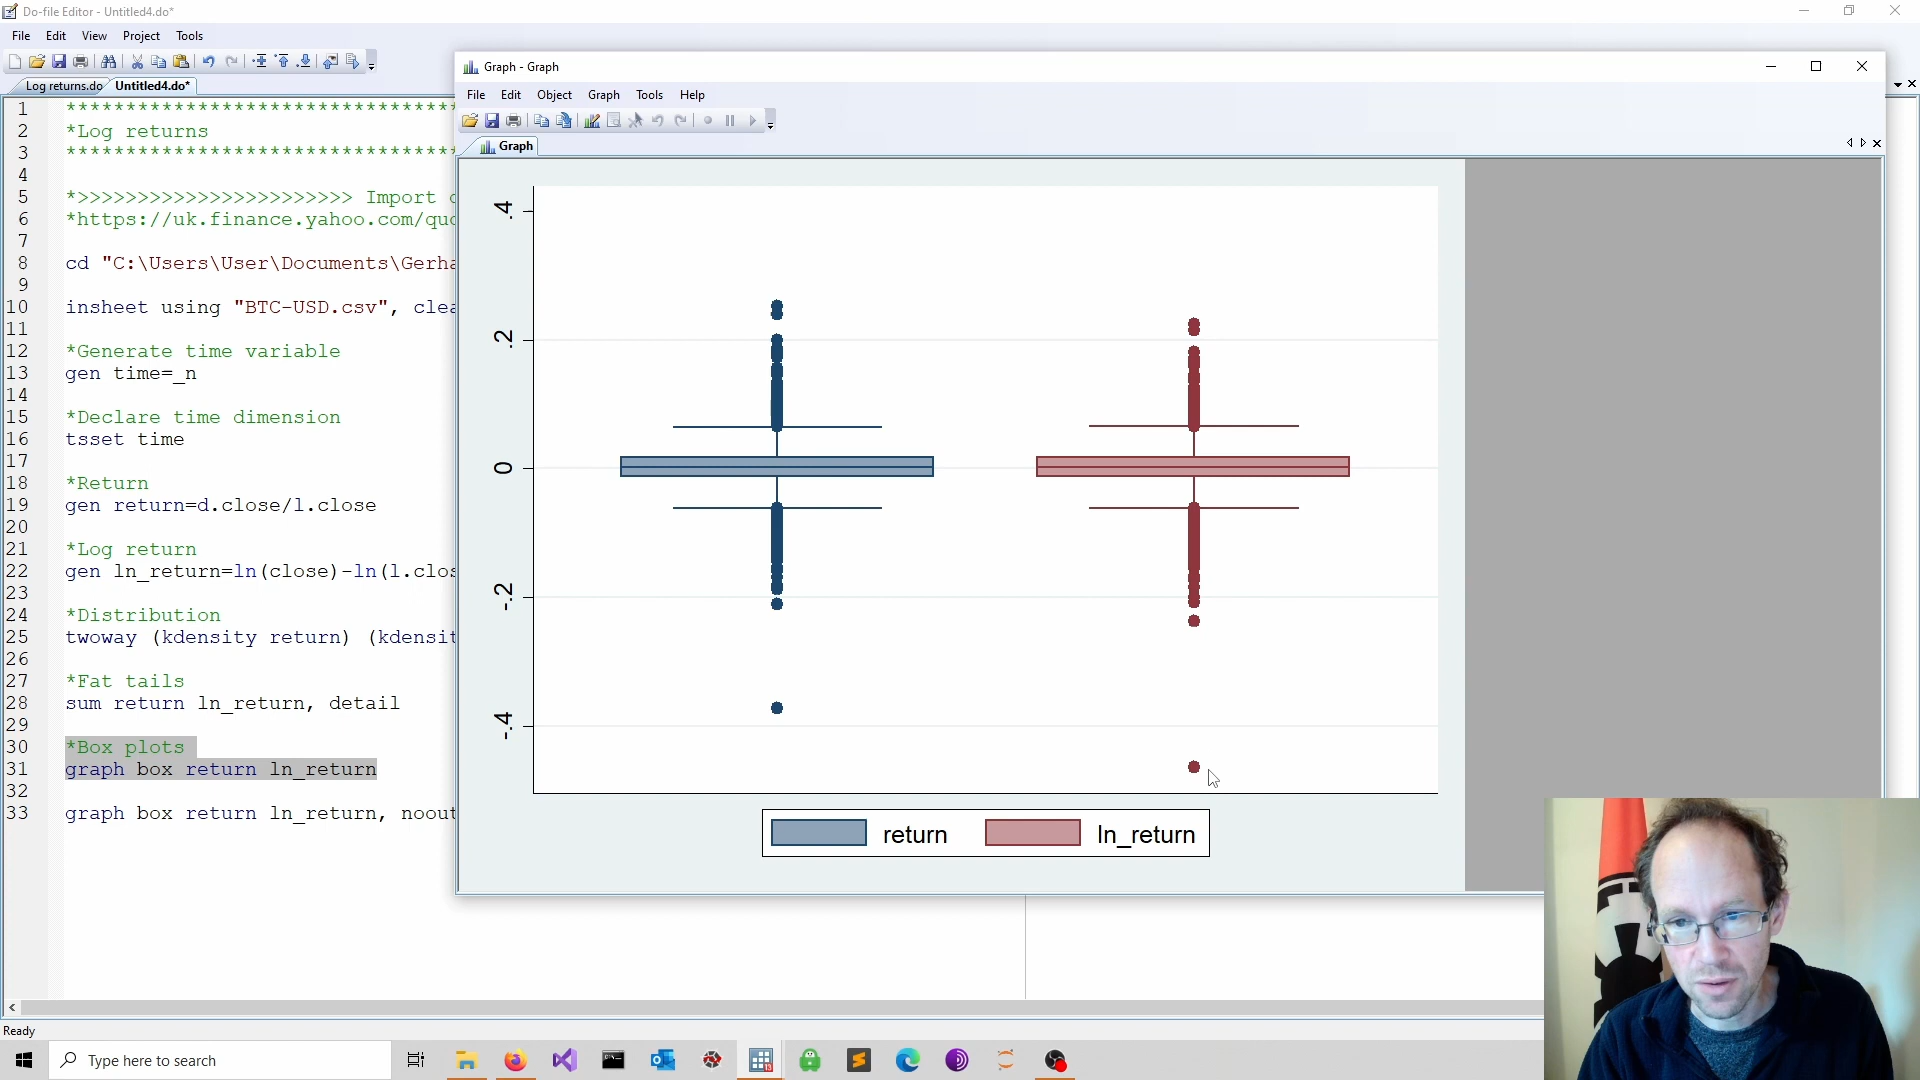 Do-file Editor - Untitled4.do*
File Edit View Project Tools
Log returns.do Untitled4.do*
1 ********************************
2 *Log returns
3 ********************************
4
5 *>>>>>>>>>>>>>>>>>>>>>>> Import
6 *https://uk.finance.yahoo.com/quo
7
8 cd "C:\Users\User\Documents\Gerha
9
10 insheet using "BTC-USD.csv", clea
11
12 *Generate time variable
13 gen time=_n
14
15 *Declare time dimension
16 tsset time
17
18 *Return
19 gen return=d.close/l.close
20
21 *Log return
22 gen ln_return=ln(close)-ln(l.clos
23
24 *Distribution
25 twoway (kdensity return) (kdensit
26
27 *Fat tails
28 sum return ln_return, detail
29
30 *Box plots
31 graph box return ln_return
32
33 graph box return ln_return, noout
Graph - Graph
File Edit Object Graph Tools Help
Graph
.4
.2
0
-.2
-.4
return ln_return
Ready
Type here to search